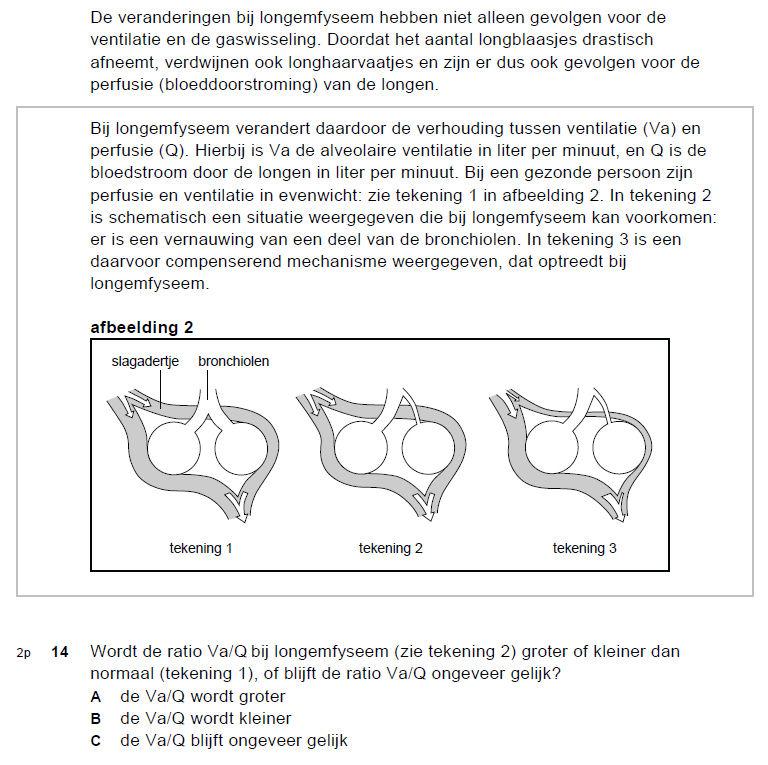 De veranderingen bij longemfyseem hebben niet alleen gevolgen voor de
ventilatie en de gaswisseling. Doordat het aantal longblaasjes drastisch
afneemt, verdwijnen ook longhaarvaatjes en zijn er dus ook gevolgen voor de
perfusie (bloeddoorstroming) van de longen.
Bij longemfyseem verandert daardoor de verhouding tussen ventilatie (Va) en
perfusie (Q). Hierbij is Va de alveolaire ventilatie in liter per minuut, en Q is de
bloedstroom door de longen in liter per minuut. Bij een gezonde persoon zijn
perfusie en ventilatie in evenwicht: zie tekening 1 in afbeelding 2. In tekening 2
is schematisch een situatie weergegeven die bij longemfyseem kan voorkomen:
er is een vernauwing van een deel van de bronchiolen. In tekening 3 is een
daarvoor compenserend mechanisme weergegeven, dat optreedt bij
longemfyseem.
afbeelding 2
slagadertje bronchiolen
tekening 1 tekening 2 tekening 3
2p 14 Wordt de ratio Va/Q bij longemfyseem (zie tekening 2) groter of kleiner dan
normaal (tekening 1), of blijft de ratio Va/Q ongeveer gelijk?
A de Va/Q wordt groter
B de Va/Q wordt kleiner
C de Va/Q blijft ongeveer gelijk